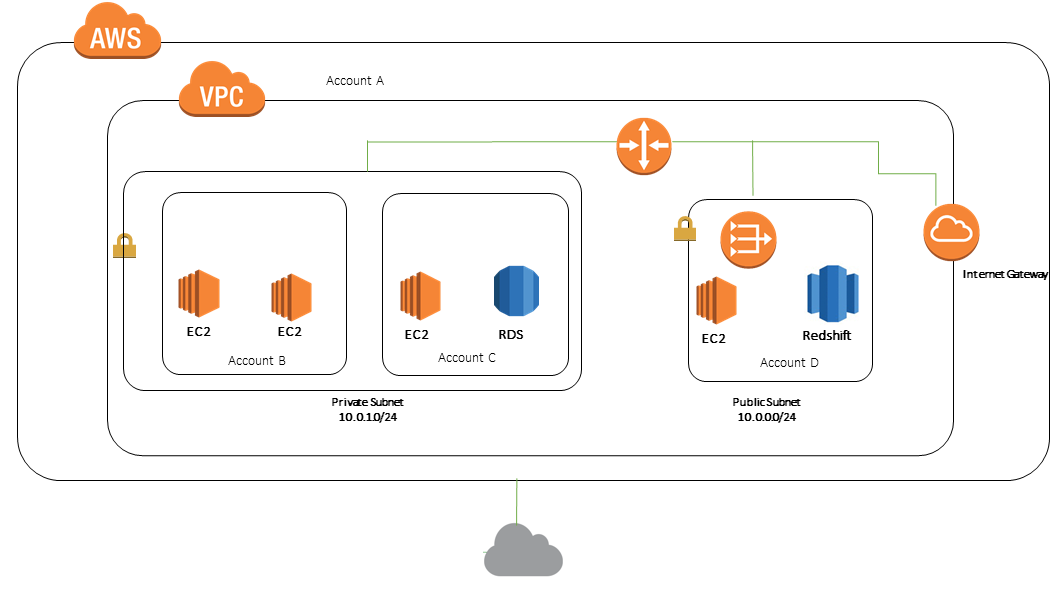 AWS
Account A
VPC
Internet Gateway
EC2
EC2
EC2
RDS
EC2
Redshift
Account B
Account C
Account D
Private Subnet
10.0.1.0/24
Public Subnet
10.0.0.0/24